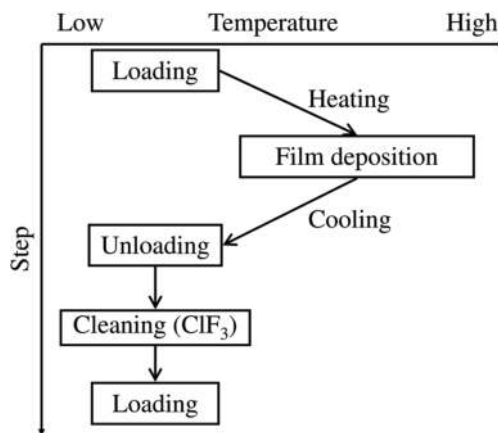 Low Temperature High
Loading
Heating
Film deposition
Cooling
Unloading
Step
Cleaning (ClF₃)
Loading